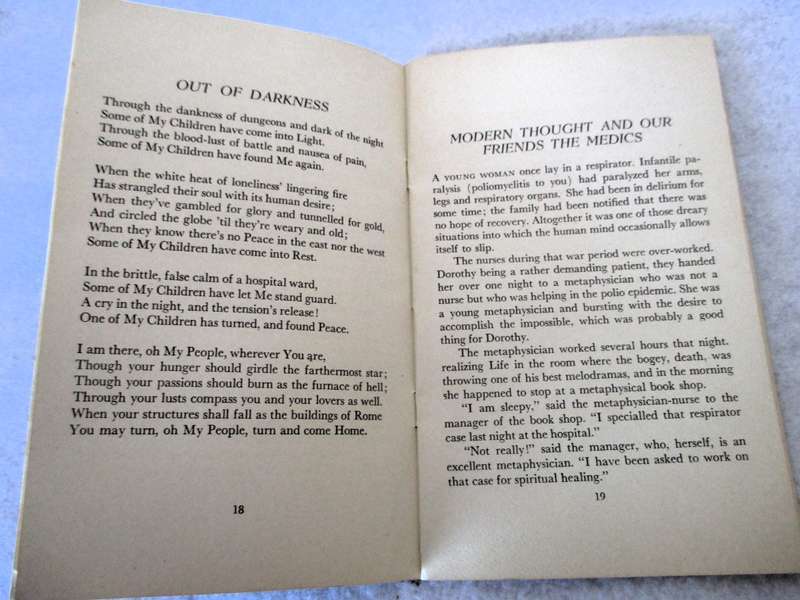 OUT OF DARKNESS
Through the dankness of dungeons and dark of the night
Some of My Children have come into Light.
Through the blood-lust of battle and nausea of pain,
Some of My Children have found Me again.
When the white heat of loneliness' lingering fire
Has strangled their soul with its human desire;
When they've gambled for glory and tunnelled for gold,
And circled the globe 'til they're weary and old;
When they know there's no Peace in the east nor the west
Some of My Children have come into Rest.
In the brittle, false calm of a hospital ward,
Some of My Children have let Me stand guard.
A cry in the night, and the tension's release!
One of My Children has turned, and found Peace.
I am there, oh My People, wherever You are,
Though your hunger should girdle the farthermost star;
Though your passions should burn as the furnace of hell;
Through your lusts compass you and your lovers as well.
When your structures shall fall as the buildings of Rome
You may turn, oh My People, turn and come Home.
18
MODERN THOUGHT AND OUR
FRIENDS THE MEDICS
A YOUNG WOMAN once lay in a respirator. Infantile pa-
ralysis (poliomyelitis to you) had paralyzed her arms,
legs and respiratory organs. She had been in delirium for
some time; the family had been notified that there was
no hope of recovery. Altogether it was one of those dreary
situations into which the human mind occasionally allows
itself to slip.
The nurses during that war period were over-worked.
Dorothy being a rather demanding patient, they handed
her over one night to a metaphysician who was not a
nurse but who was helping in the polio epidemic. She was
a young metaphysician and bursting with the desire to
accomplish the impossible, which was probably a good
thing for Dorothy.
The metaphysician worked several hours that night,
realizing Life in the room where the bogey, death, was
throwing one of his best melodramas, and in the morning
she happened to stop at a metaphysical book shop.
"I am sleepy," said the metaphysician-nurse to the
manager of the book shop. "I specialled that respirator
case last night at the hospital."
"Not really!" said the manager, who, herself, is an
excellent metaphysician. "I have been asked to work on
that case for spiritual healing."
19